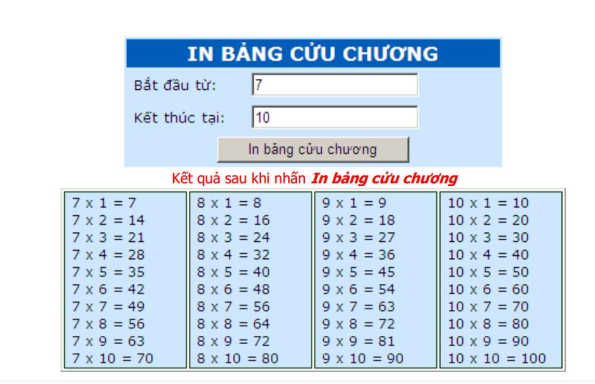 IN BẢNG CỬU CHƯƠNG
Bắt đầu từ: 7
Kết thúc tại: 10
In bảng cửu chương
Kết quả sau khi nhấn In bảng cửu chương
7 x 1 = 7
7 x 2 = 14
7 x 3 = 21
7 x 4 = 28
7 x 5 = 35
7 x 6 = 42
7 x 7 = 49
7 x 8 = 56
7 x 9 = 63
7 x 10 = 70
8 x 1 = 8
8 x 2 = 16
8 x 3 = 24
8 x 4 = 32
8 x 5 = 40
8 x 6 = 48
8 x 7 = 56
8 x 8 = 64
8 x 9 = 72
8 x 10 = 80
9 x 1 = 9
9 x 2 = 18
9 x 3 = 27
9 x 4 = 36
9 x 5 = 45
9 x 6 = 54
9 x 7 = 63
9 x 8 = 72
9 x 9 = 81
9 x 10 = 90
10 x 1 = 10
10 x 2 = 20
10 x 3 = 30
10 x 4 = 40
10 x 5 = 50
10 x 6 = 60
10 x 7 = 70
10 x 8 = 80
10 x 9 = 90
10 x 10 = 100